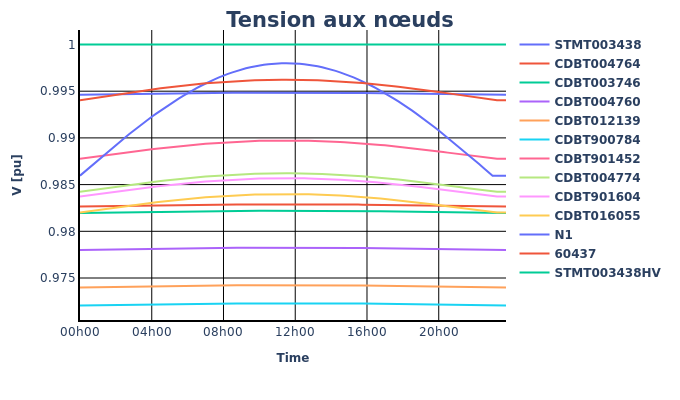 Tension aux nœuds
1
0.995
0.99
0.985
0.98
0.975
V [pu]
00h00 04h00 08h00 12h00 16h00 20h00
Time
STMT003438
CDBT004764
CDBT003746
CDBT004760
CDBT012139
CDBT900784
CDBT901452
CDBT004774
CDBT901604
CDBT016055
N1
60437
STMT003438HV